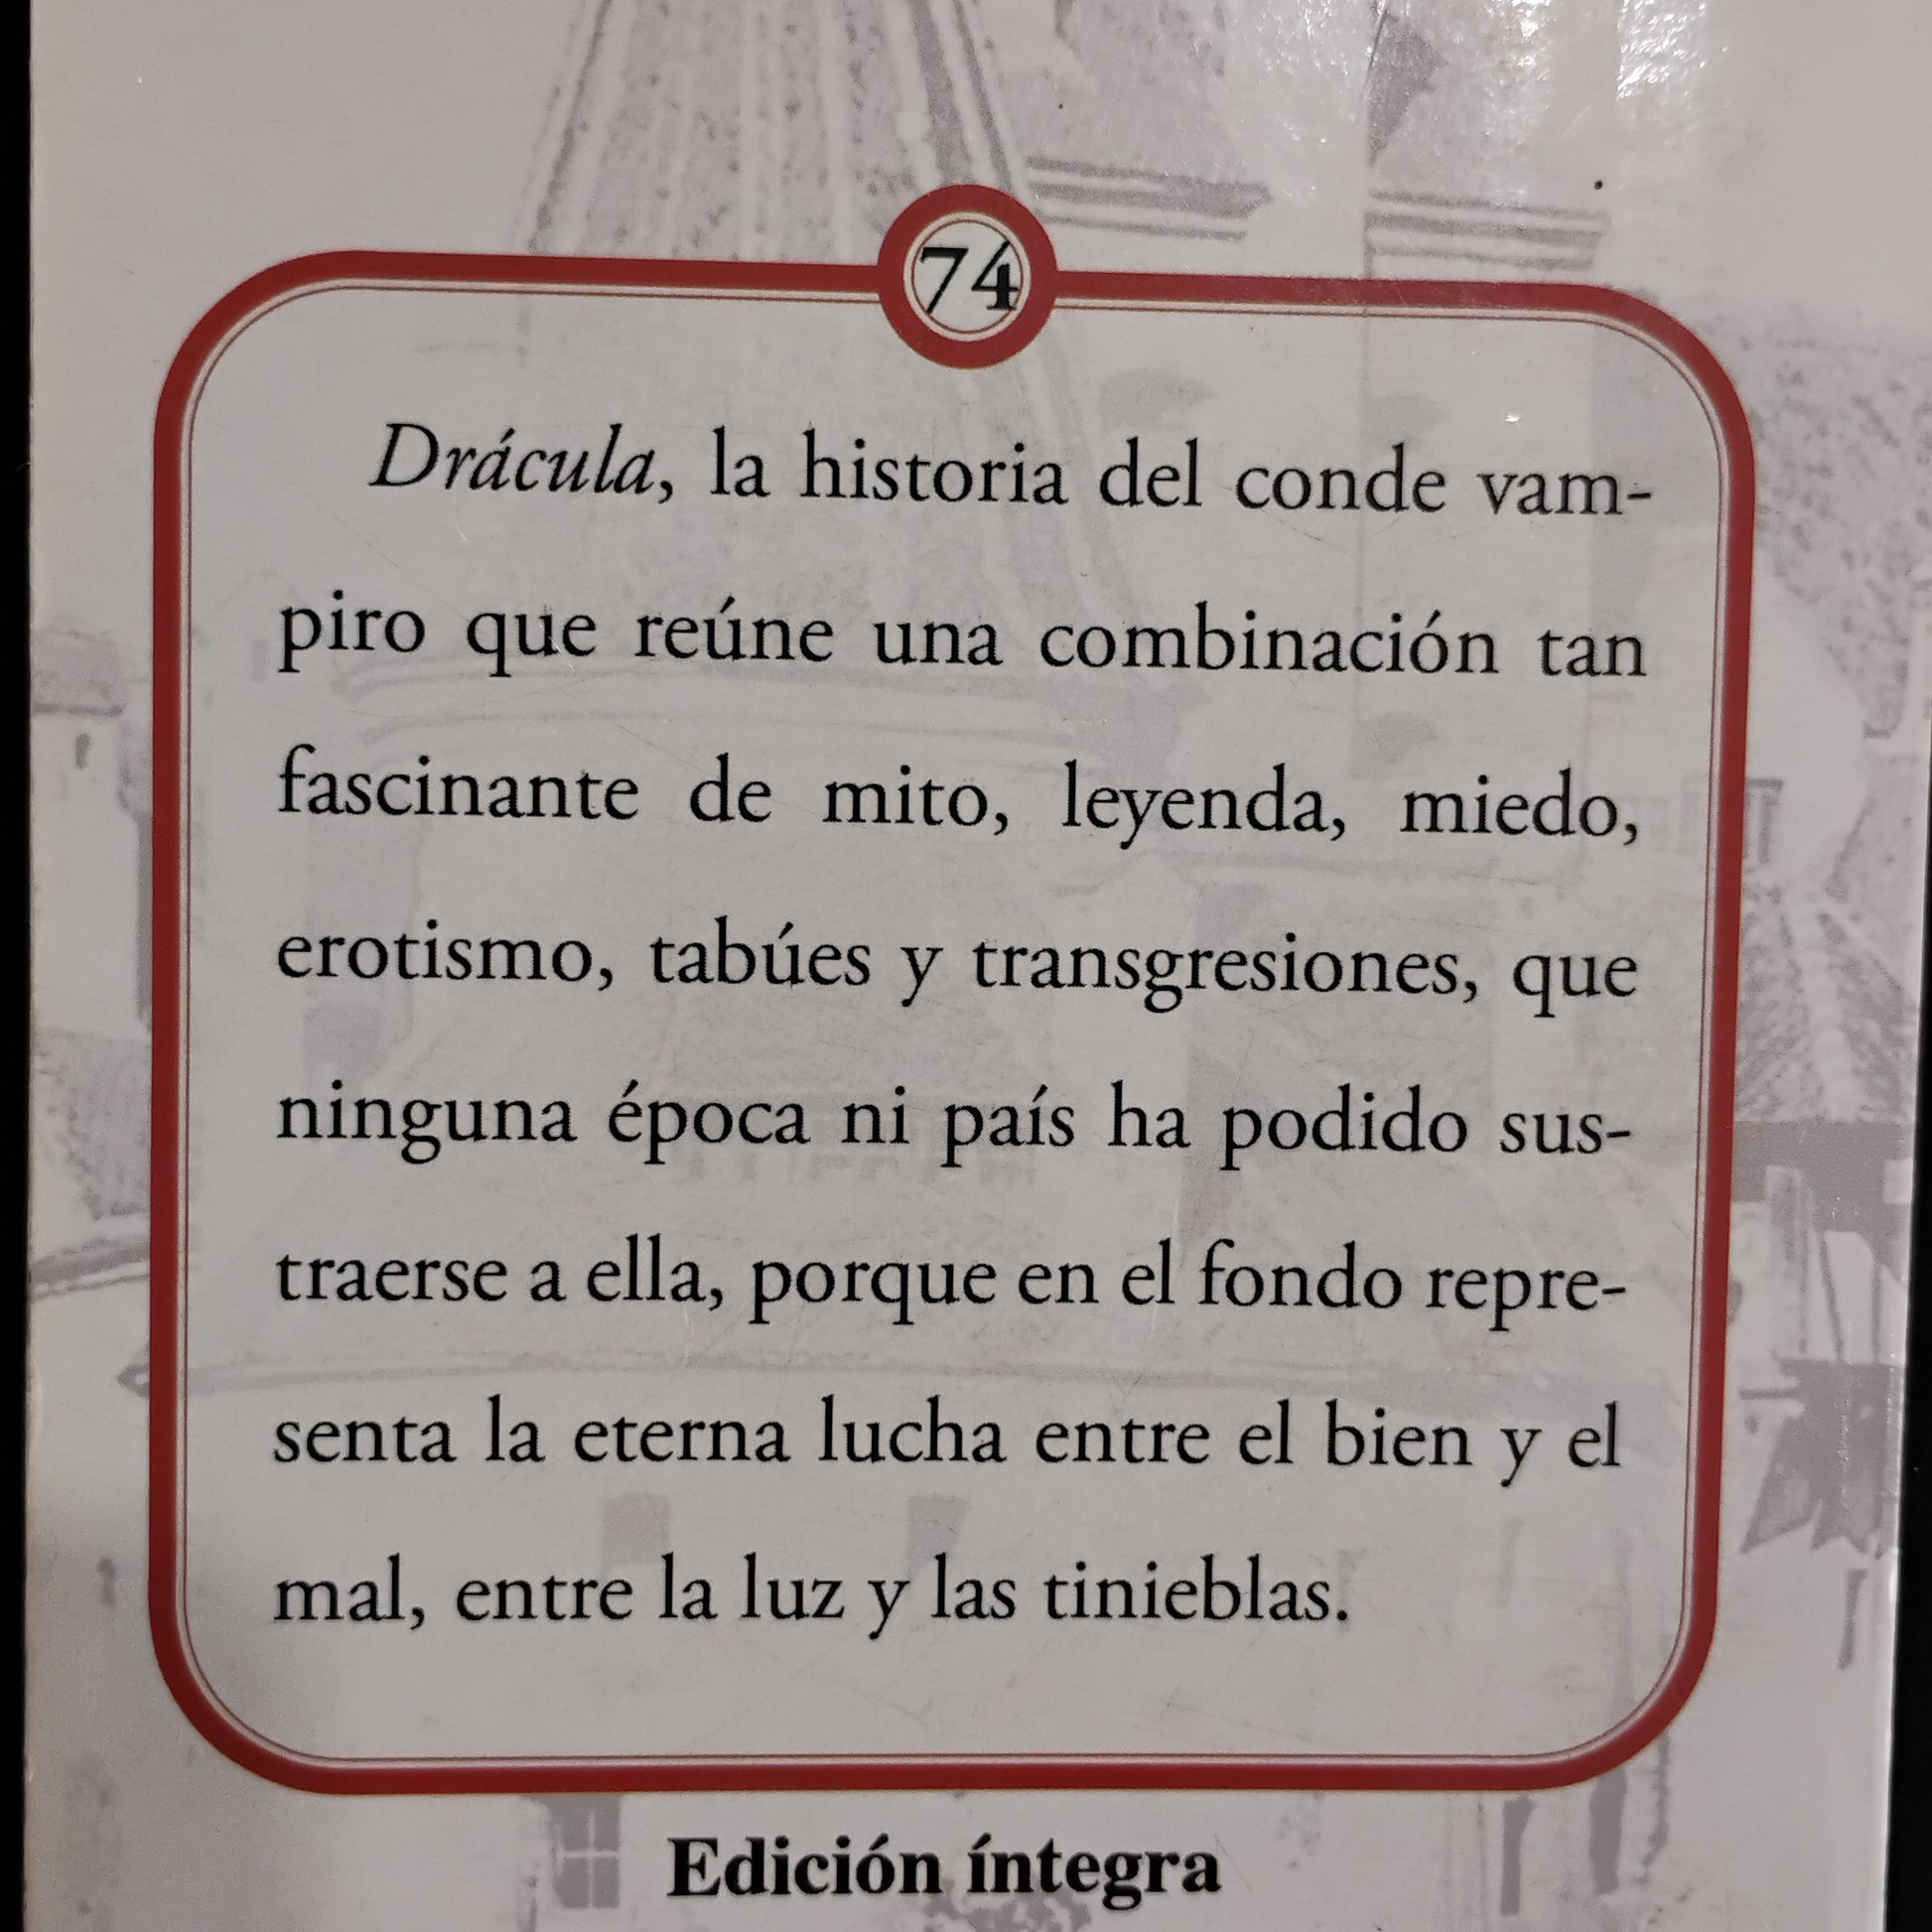 74
Drácula, la historia del conde vam-
piro que reúne una combinación tan
fascinante de mito, leyenda, miedo,
erotismo, tabúes y transgresiones, que
ninguna época ni país ha podido sus-
traerse a ella, porque en el fondo repre-
senta la eterna lucha entre el bien y el
mal, entre la luz y las tinieblas.
Edición íntegra